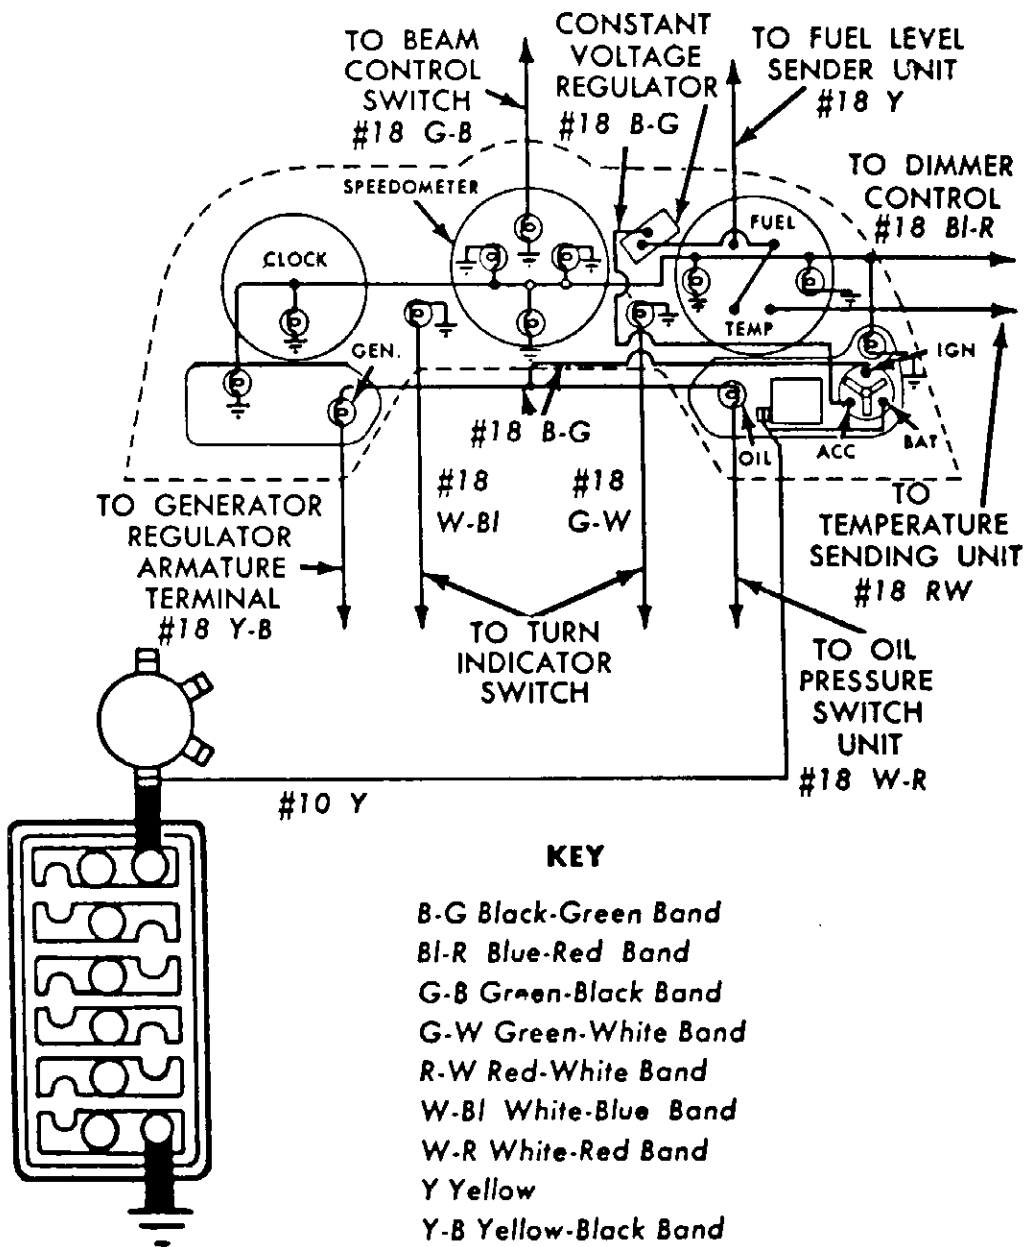 TO BEAM
CONTROL
SWITCH
#18 G-B
CONSTANT
VOLTAGE
REGULATOR
#18 B-G
TO FUEL LEVEL
SENDER UNIT
#18 Y
TO DIMMER
CONTROL
#18 Bl-R
SPEEDOMETER
CLOCK
FUEL
TEMP
GEN.
IGN
#18 B-G
OIL
ACC
BAT
#18
W-Bl
#18
G-W
TO GENERATOR
REGULATOR
ARMATURE
TERMINAL
#18 Y-B
TO TURN
INDICATOR
SWITCH
TO
TEMPERATURE
SENDING UNIT
#18 RW
TO OIL
PRESSURE
SWITCH
UNIT
#18 W-R
#10 Y
KEY
B-G Black-Green Band
Bl-R Blue-Red Band
G-B Green-Black Band
G-W Green-White Band
R-W Red-White Band
W-Bl White-Blue Band
W-R White-Red Band
Y Yellow
Y-B Yellow-Black Band